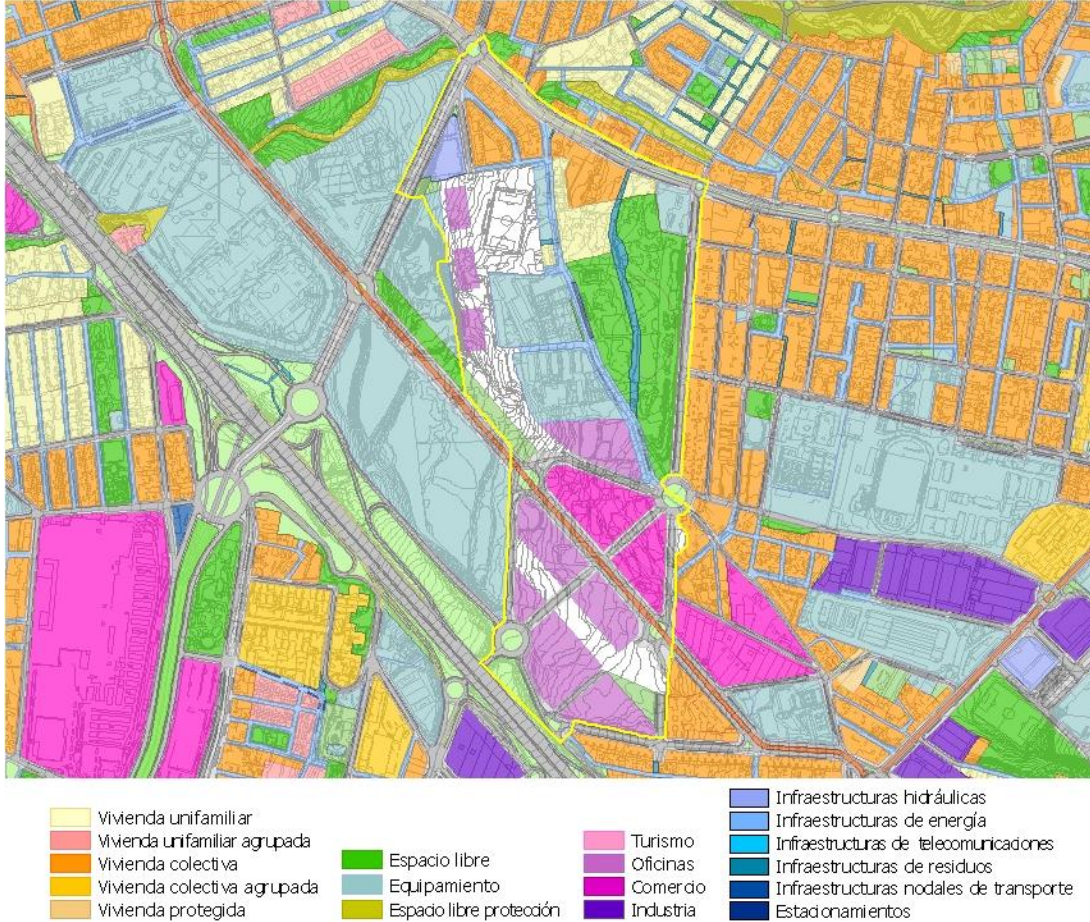 Vivienda unifamiliar
Vivienda unifamiliar agrupada
Vivienda colectiva
Vivienda colectiva agrupada
Vivienda protegida
Espacio libre
Equipamiento
Espacio libre protección
Turismo
Oficinas
Comercio
Industria
Infraestructuras hidráulicas
Infraestructuras de energía
Infraestructuras de telecomunicaciones
Infraestructuras de residuos
Infraestructuras nodales de transporte
Estacionamientos